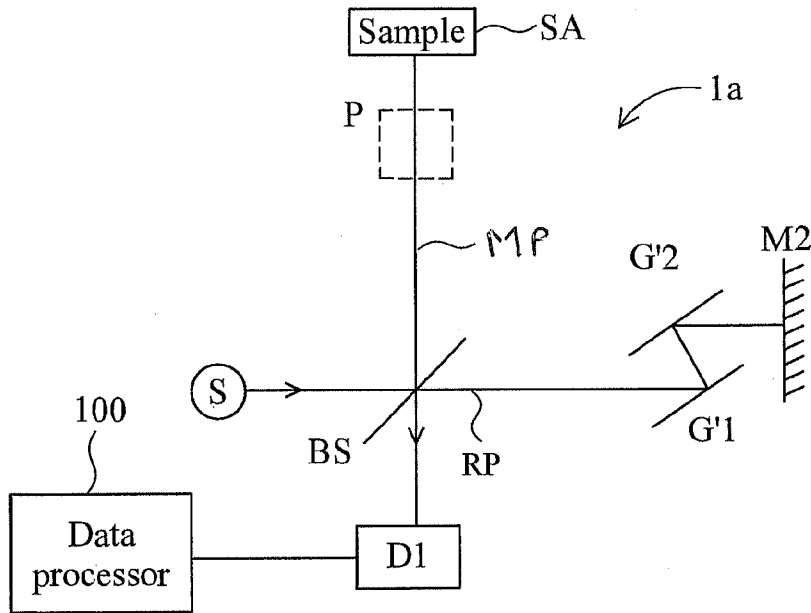 Sample
SA
1a
P
MP
M2
G'2
S
G'1
100
BS
RP
Data
processor
D1